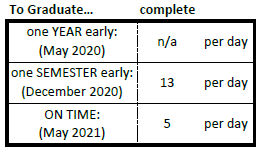 To Graduate... complete
one YEAR early:
(May 2020) n/a per day
one SEMESTER early:
(December 2020) 13 per day
ON TIME:
(May 2021) 5 per day